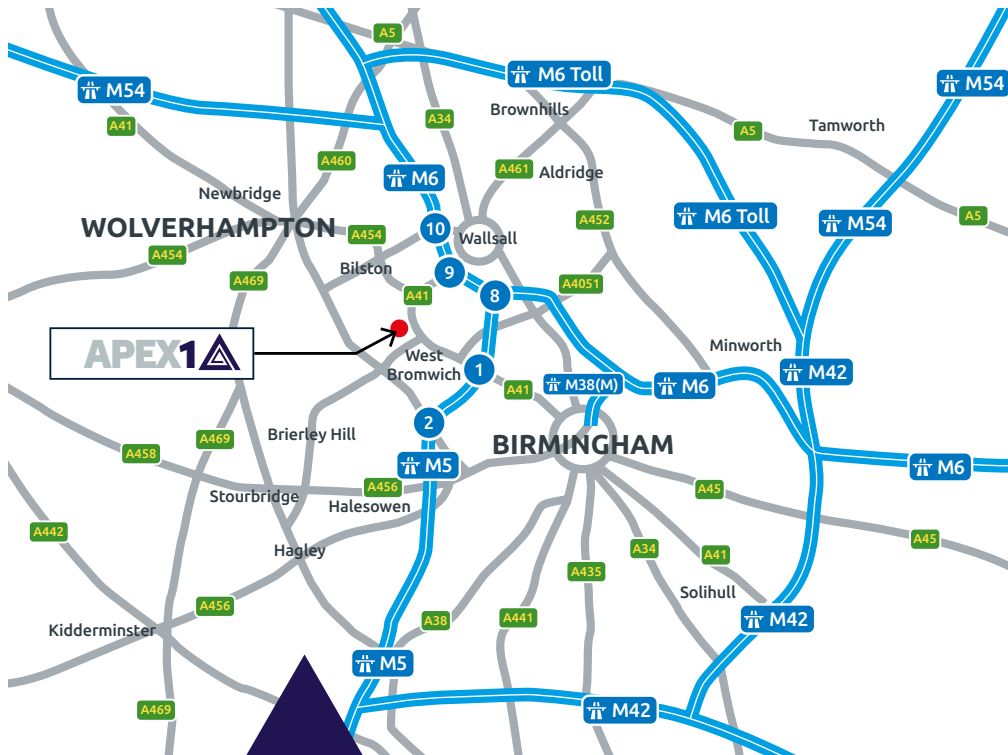 A5
M6 Toll
M54
M54
Brownhills
A34
A41
A5
Tamworth
A460
A461
Aldridge
M6
Newbridge
A452
M6 Toll
M54
A5
WOLVERHAMPTON
10
A454
Wallsall
A454
Bilston
9
A469
A4051
A41
8
APEX1
West
Bromwich
1
Minworth
M42
M38(M)
M6
A41
2
Brierley Hill
A469
BIRMINGHAM
A458
M5
M6
A456
A45
Stourbridge
Halesowen
A442
A45
Hagley
A34
A41
A435
Solihull
A456
A38
A441
M42
Kidderminster
M5
A469
M42